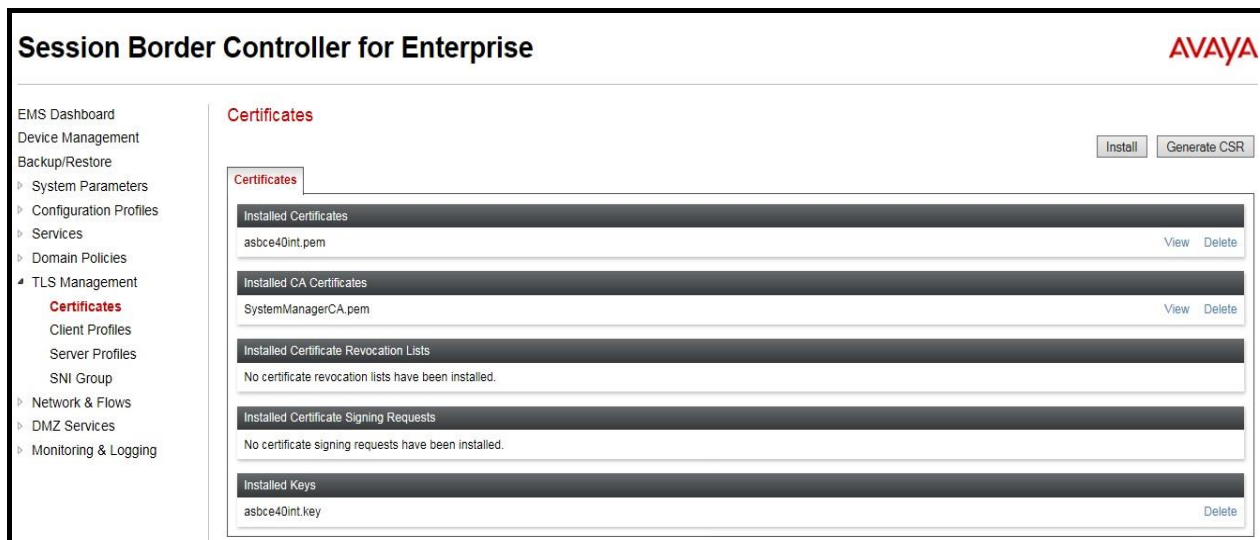 Session Border Controller for Enterprise
AVAYA
EMS Dashboard
Device Management
Backup/Restore
System Parameters
Configuration Profiles
Services
Domain Policies
TLS Management
Certificates
Client Profiles
Server Profiles
SNI Group
Network & Flows
DMZ Services
Monitoring & Logging
Certificates
Install Generate CSR
Certificates
Installed Certificates
asbce40int.pem View Delete
Installed CA Certificates
SystemManagerCA.pem View Delete
Installed Certificate Revocation Lists
No certificate revocation lists have been installed.
Installed Certificate Signing Requests
No certificate signing requests have been installed.
Installed Keys
asbce40int.key Delete